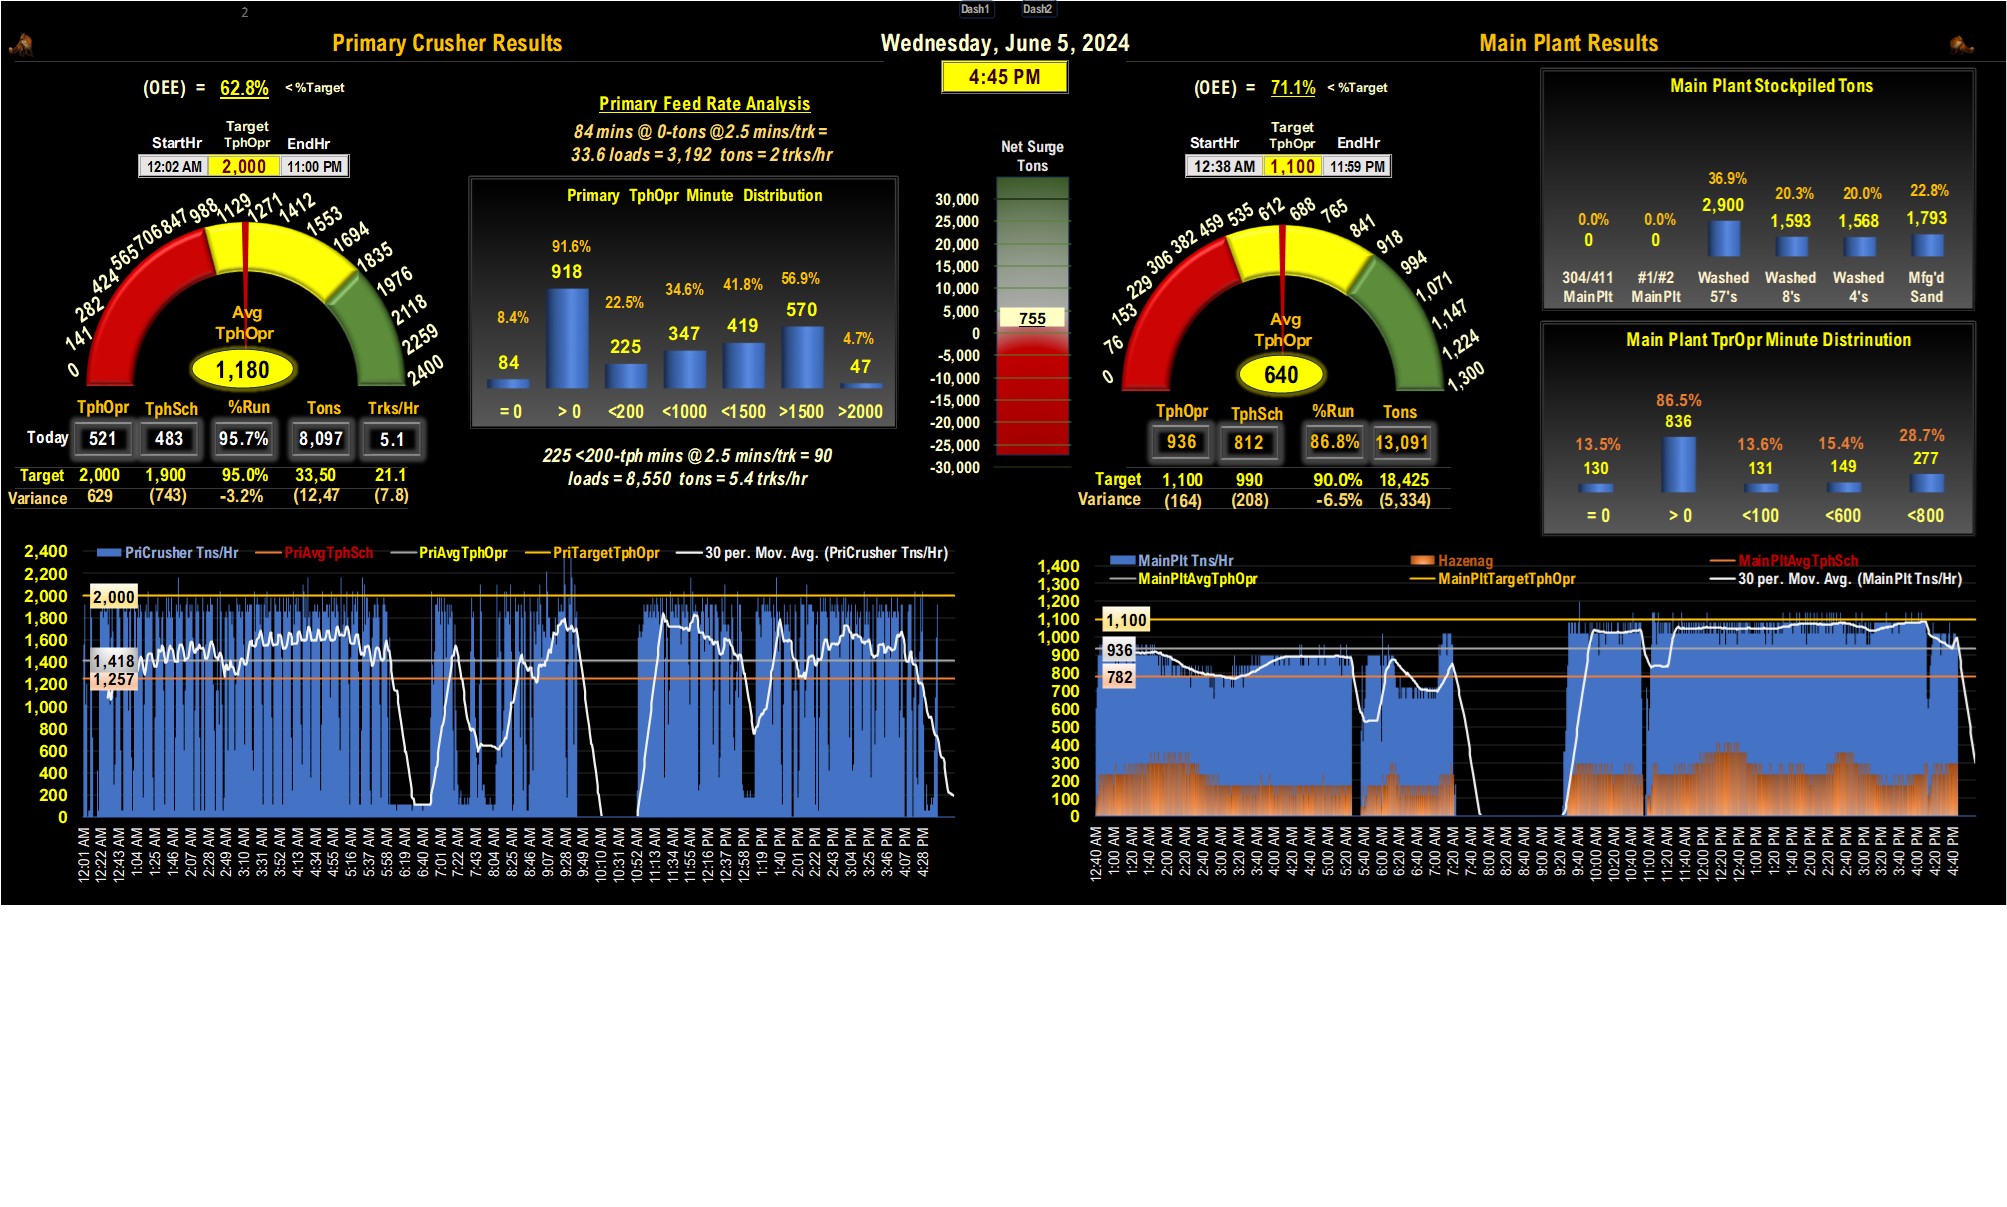 2
Dash1 Dash2
Primary Crusher Results
Wednesday, June 5, 2024
Main Plant Results
4:45 PM
(OEE) = 62.8% < %Target
StartHr Target TphOpr EndHr
12:02 AM 2,000 11:00 PM
0 141 282 424 565 706 847 988 1129 1271 1412 1553 1694 1835 1976 2118 2259 2400
Avg
TphOpr
1,180
TphOpr TphSch %Run Tons Trks/Hr
Today 521 483 95.7% 8,097 5.1
Target 2,000 1,900 95.0% 33,50 21.1
Variance 629 (743) -3.2% (12,47 (7.8)
Primary Feed Rate Analysis
84 mins @ 0-tons @2.5 mins/trk =
33.6 loads = 3,192 tons = 2 trks/hr
Primary TphOpr Minute Distribution
8.4% 91.6% 22.5% 34.6% 41.8% 56.9% 4.7%
84 918 225 347 419 570 47
= 0 > 0 <200 <1000 <1500 >1500 >2000
225 <200-tph mins @ 2.5 mins/trk = 90
loads = 8,550 tons = 5.4 trks/hr
Net Surge
Tons
30,000
25,000
20,000
15,000
10,000
5,000
755
0
-5,000
-10,000
-15,000
-20,000
-25,000
-30,000
(OEE) = 71.1% < %Target
StartHr Target TphOpr EndHr
12:38 AM 1,100 11:59 PM
0 76 153 229 306 382 459 535 612 688 765 841 918 994 1,071 1,147 1,224 1,300
Avg
TphOpr
640
TphOpr TphSch %Run Tons
936 812 86.8% 13,091
Target 1,100 990 90.0% 18,425
Variance (164) (208) -6.5% (5,334)
Main Plant Stockpiled Tons
0.0% 0.0% 36.9% 20.3% 20.0% 22.8%
0 0 2,900 1,593 1,568 1,793
304/411 #1/#2 Washed Washed Washed Mfg'd
MainPlt MainPlt 57's 8's 4's Sand
Main Plant TprOpr Minute Distrinution
13.5% 86.5% 13.6% 15.4% 28.7%
130 836 131 149 277
= 0 > 0 <100 <600 <800
PriCrusher Tns/Hr PriAvgTphSch PriAvgTphOpr PriTargetTphOpr 30 per. Mov. Avg. (PriCrusher Tns/Hr)
2,400
2,200
2,000
1,800
1,600
1,400
1,200
1,000
800
600
400
200
0
2,000
1,418
1,257
12:01 AM 12:22 AM 12:43 AM 1:04 AM 1:25 AM 1:46 AM 2:07 AM 2:28 AM 2:49 AM 3:10 AM 3:31 AM 3:52 AM 4:13 AM 4:34 AM 4:55 AM 5:16 AM 5:37 AM 5:58 AM 6:19 AM 6:40 AM 7:01 AM 7:22 AM 7:43 AM 8:04 AM 8:25 AM 8:46 AM 9:07 AM 9:28 AM 9:49 AM 10:10 AM 10:31 AM 10:52 AM 11:13 AM 11:34 AM 11:55 AM 12:16 PM 12:37 PM 12:58 PM 1:19 PM 1:40 PM 2:01 PM 2:22 PM 2:43 PM 3:04 PM 3:25 PM 3:46 PM 4:07 PM 4:28 PM
MainPlt Tns/Hr Hazenag MainPltAvgTphSch
MainPltAvgTphOpr MainPltTargetTphOpr 30 per. Mov. Avg. (MainPlt Tns/Hr)
1,400
1,300
1,200
1,100
1,000
900
800
700
600
500
400
300
200
100
0
1,100
936
782
12:40 AM 1:00 AM 1:20 AM 1:40 AM 2:00 AM 2:20 AM 2:40 AM 3:00 AM 3:20 AM 3:40 AM 4:00 AM 4:20 AM 4:40 AM 5:00 AM 5:20 AM 5:40 AM 6:00 AM 6:20 AM 6:40 AM 7:00 AM 7:20 AM 7:40 AM 8:00 AM 8:20 AM 8:40 AM 9:00 AM 9:20 AM 9:40 AM 10:00 AM 10:20 AM 10:40 AM 11:00 AM 11:20 AM 11:40 AM 12:00 PM 12:20 PM 12:40 PM 1:00 PM 1:20 PM 1:40 PM 2:00 PM 2:20 PM 2:40 PM 3:00 PM 3:20 PM 3:40 PM 4:00 PM 4:20 PM 4:40 PM